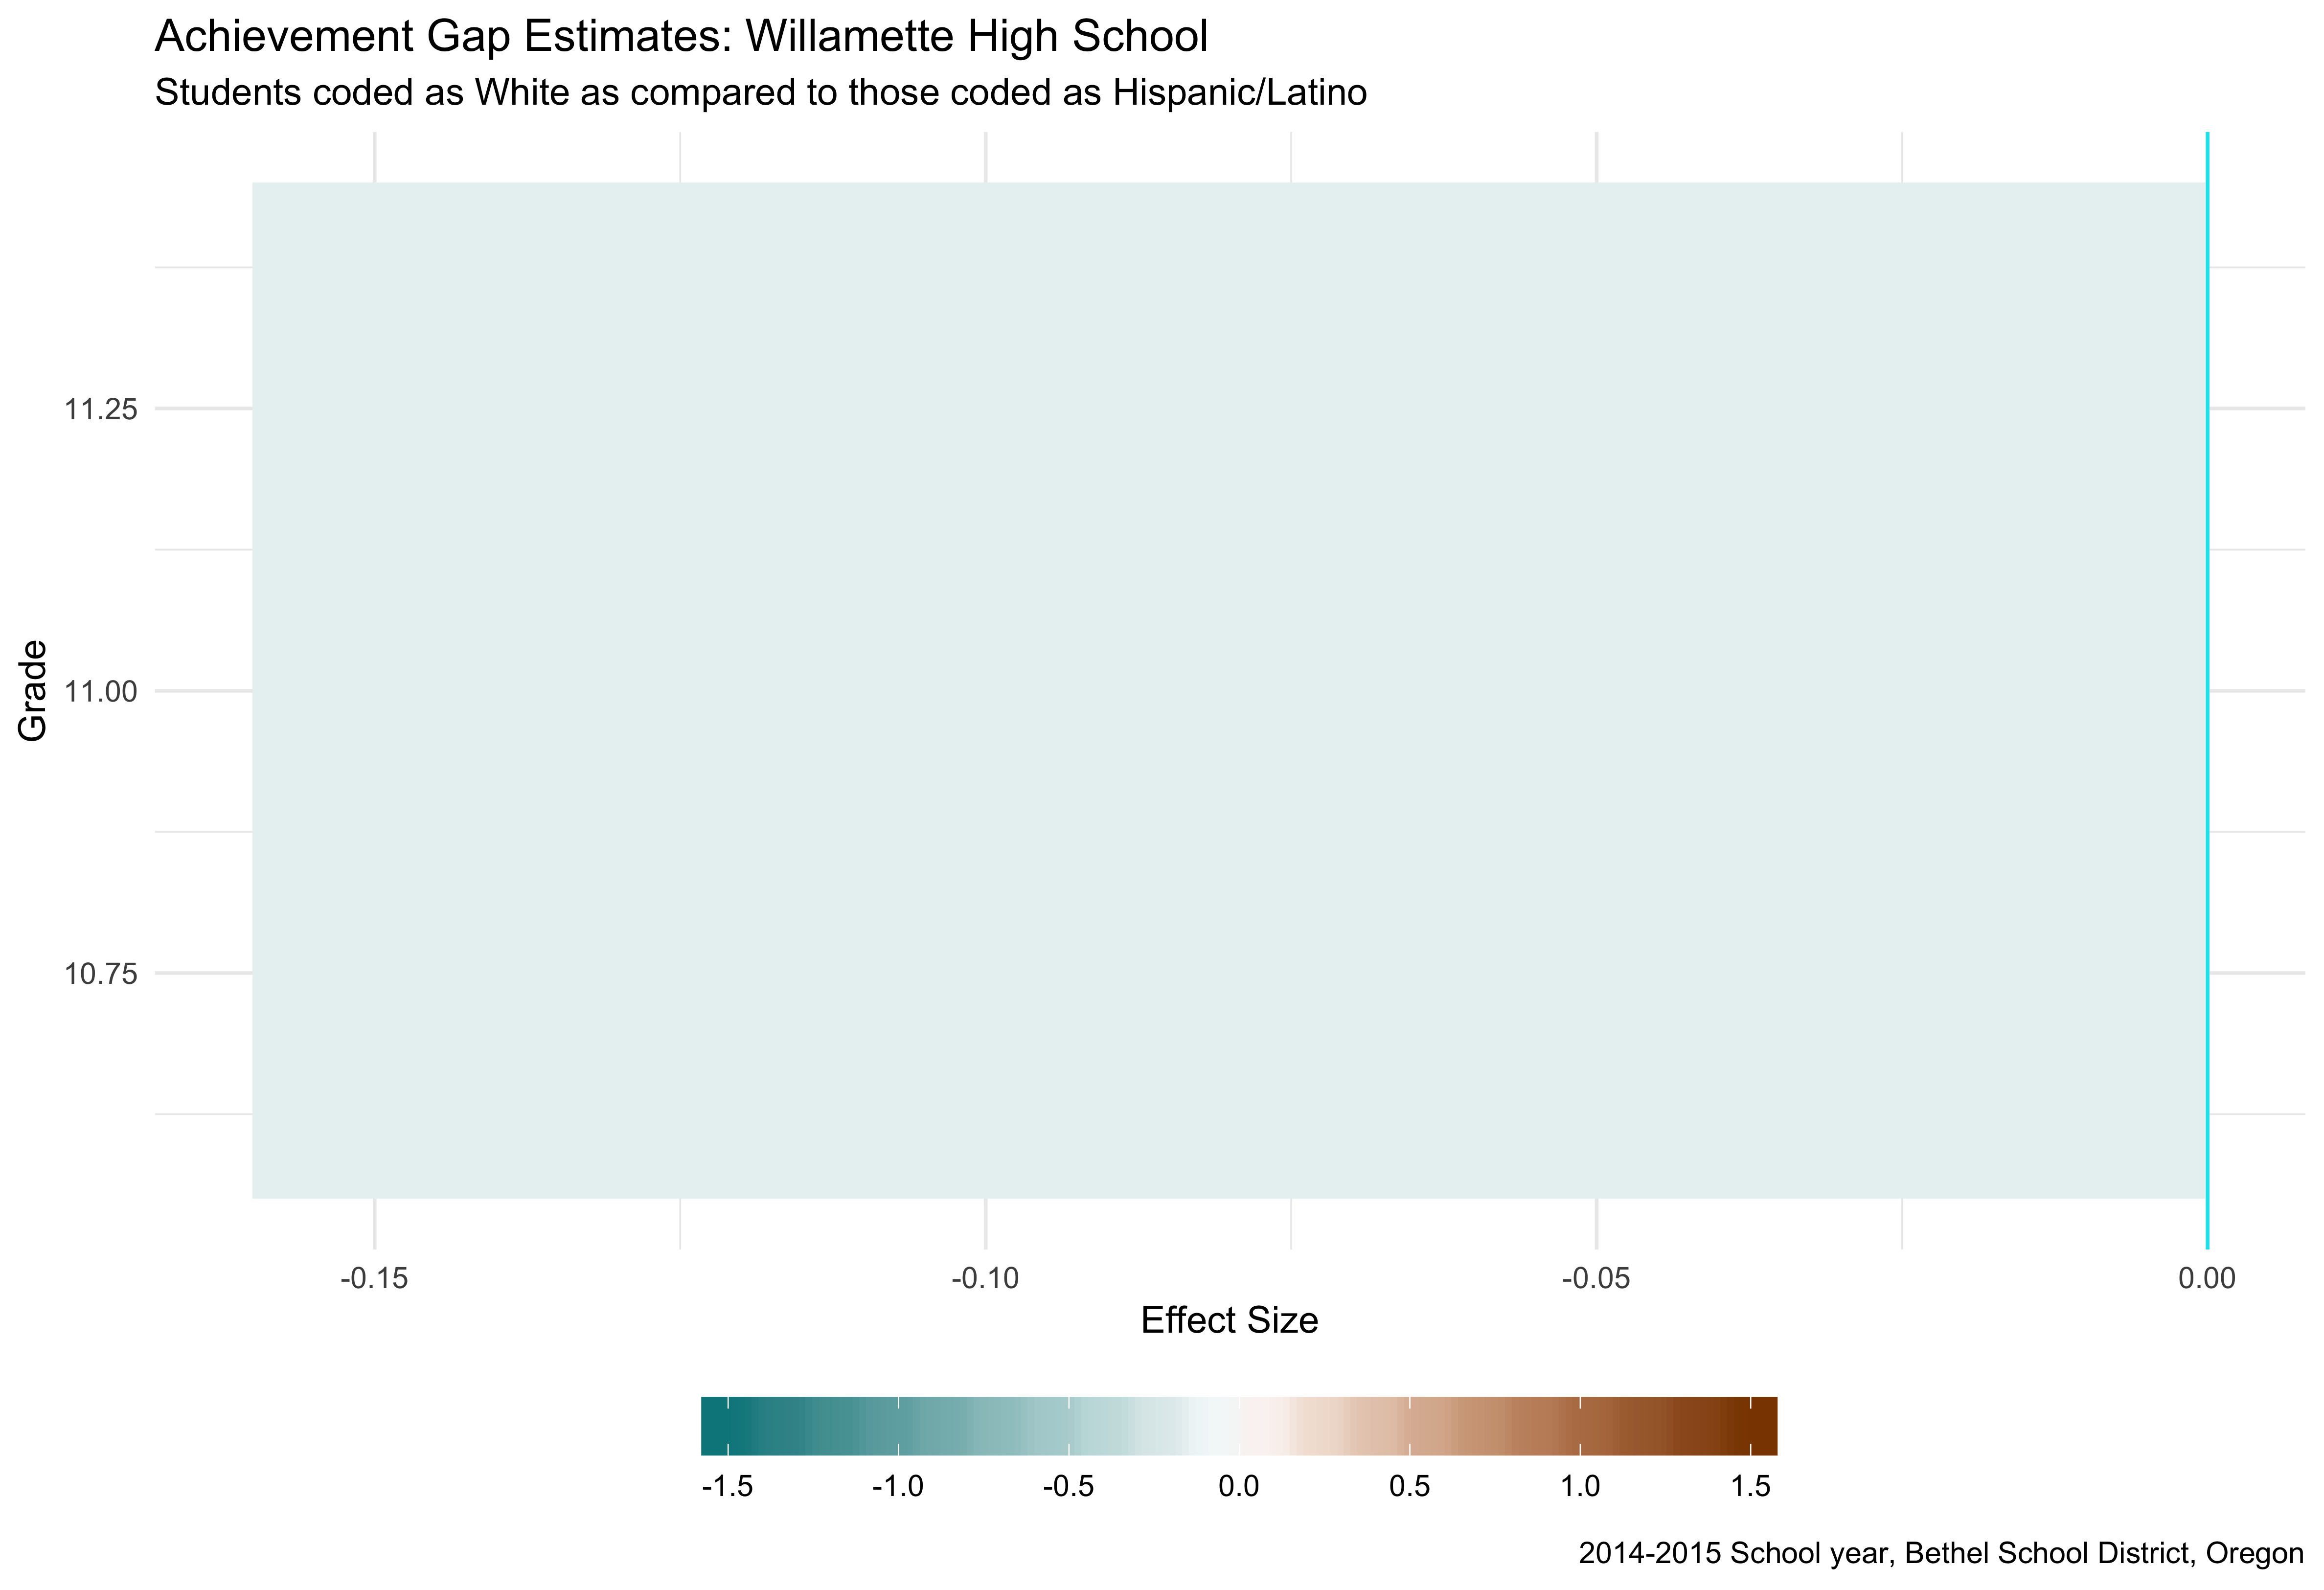 Achievement Gap Estimates: Willamette High School
Students coded as White as compared to those coded as Hispanic/Latino
11.25
11.00
10.75
Grade
-0.15 -0.10 -0.05 0.00
Effect Size
-1.5 -1.0 -0.5 0.0 0.5 1.0 1.5
2014-2015 School year, Bethel School District, Oregon